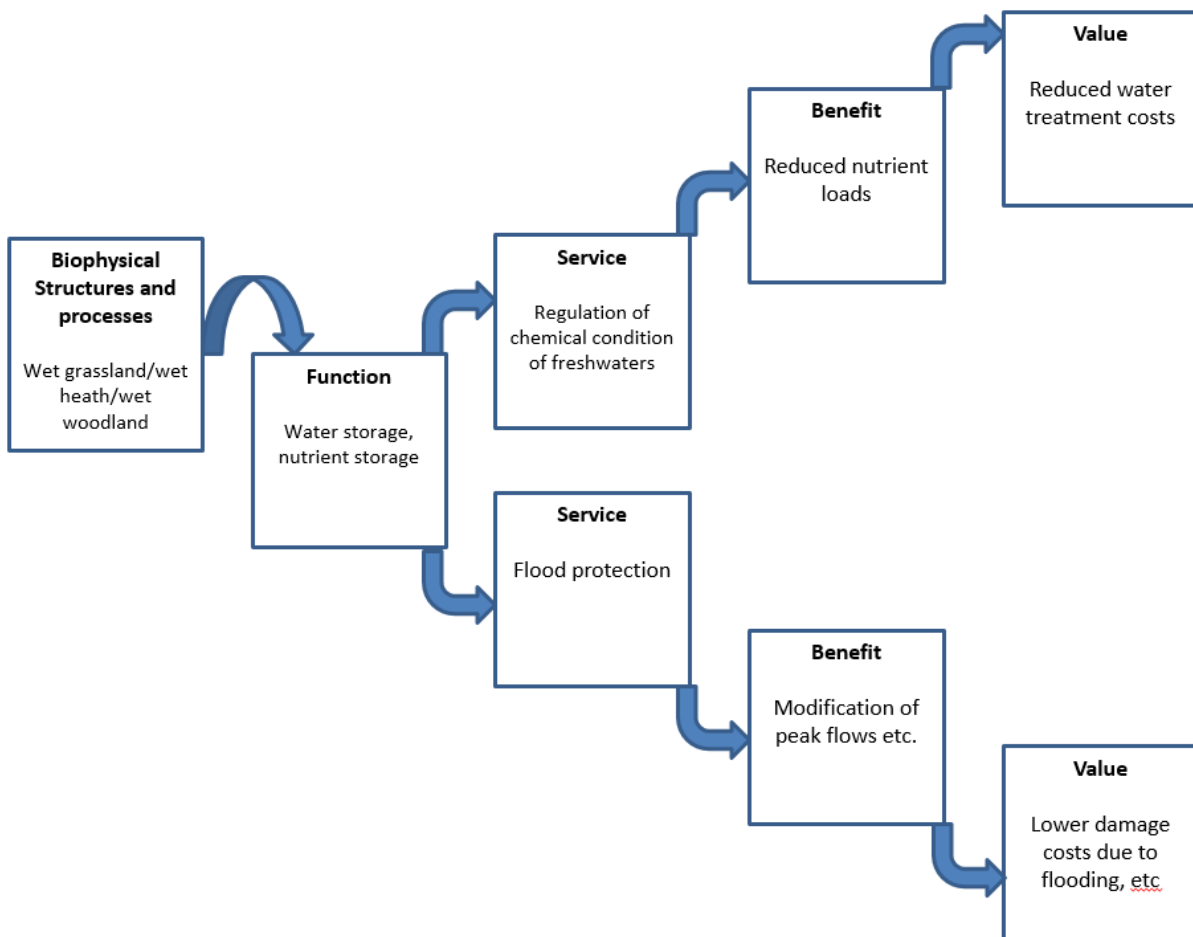 Biophysical
Structures and
processes
Wet grassland/wet
heath/wet
woodland
Function
Water storage,
nutrient storage
Service
Regulation of
chemical condition
of freshwaters
Benefit
Reduced nutrient
loads
Value
Reduced water
treatment costs
Service
Flood protection
Benefit
Modification of
peak flows etc.
Value
Lower damage
costs due to
flooding, etc